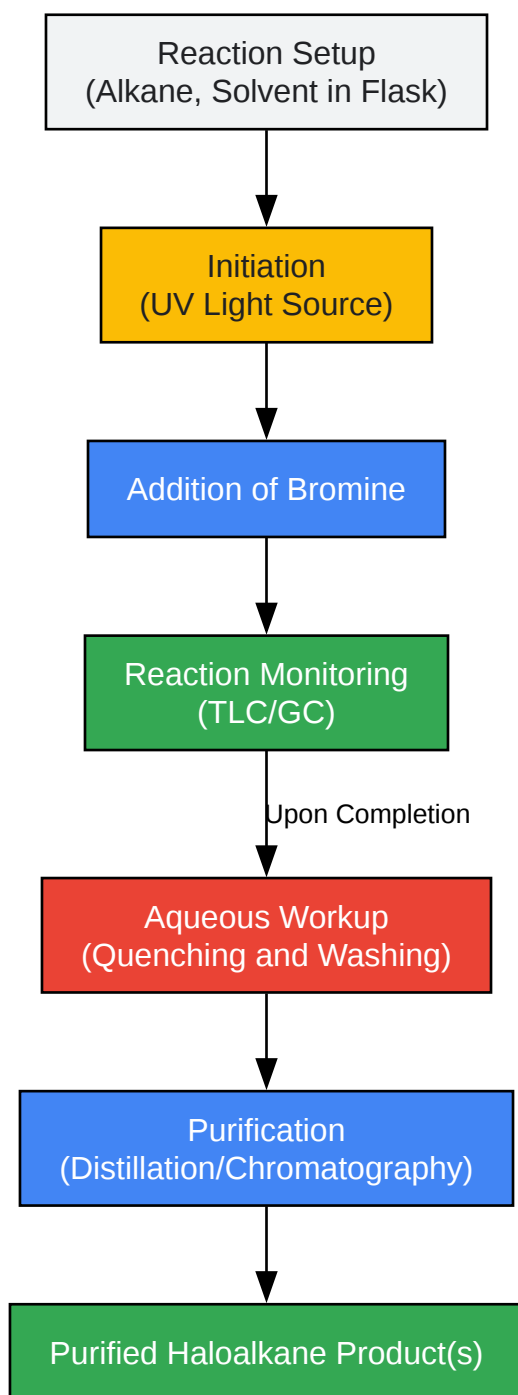 Reaction Setup
(Alkane, Solvent in Flask)
Initiation
(UV Light Source)
Addition of Bromine
Reaction Monitoring
(TLC/GC)
Upon Completion
Aqueous Workup
(Quenching and Washing)
Purification
(Distillation/Chromatography)
Purified Haloalkane Product(s)